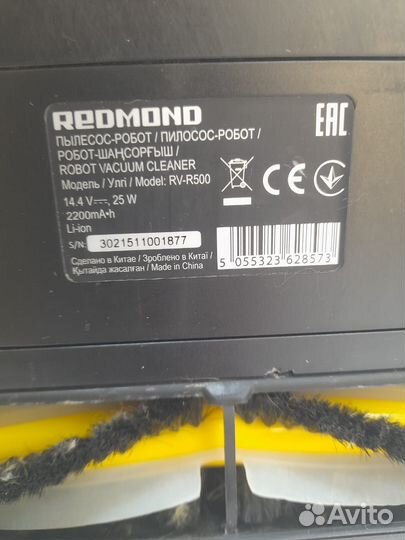 REDMOND
EAC
ПЫЛЕСОС-РОБОТ / ПИЛОСОС-РОБОТ /
РОБОТ-ШАҢСОРҒЫШ /
ROBOT VACUUM CLEANER
Модель / Үлгі / Model: RV-R500
14.4 V⎓, 25 W
2200mA•h
Li-ion
S/N: 3021511001877
CE
Сделано в Китае / Зроблено в Китаї /
Қытайда жасалған / Made in China
5 055323 628573
Avito